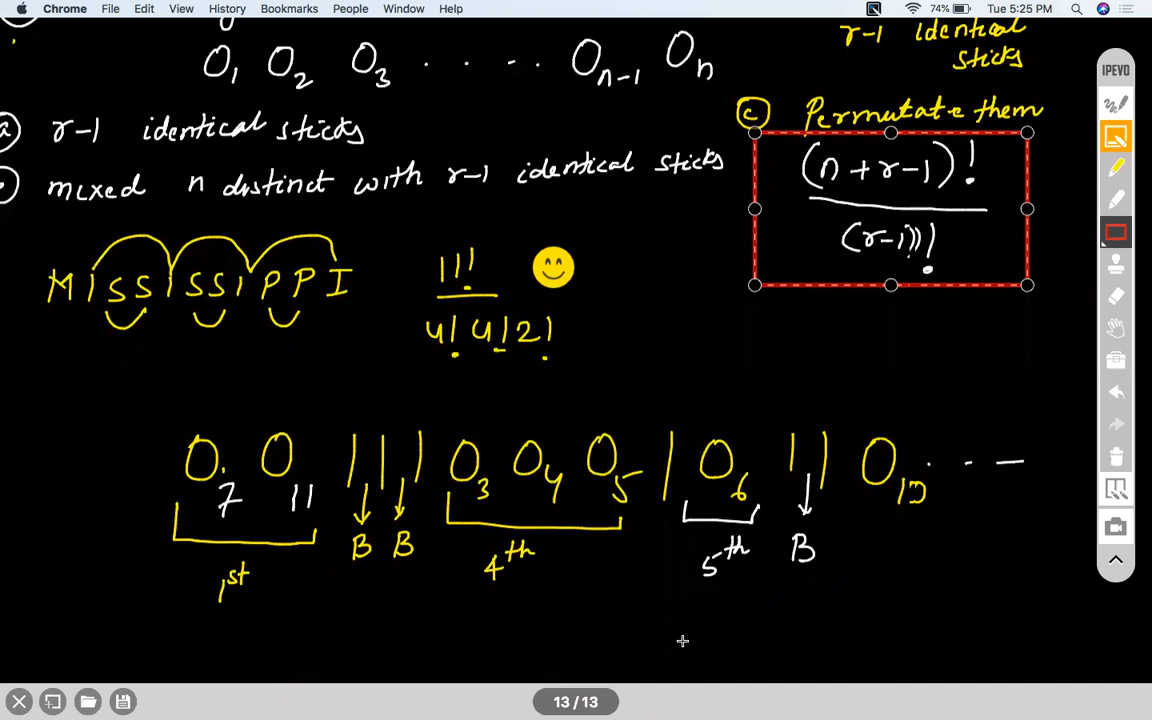 Chrome File Edit View History Bookmarks People Window Help 74% Tue 5:25 PM
r-1 identical
sticks
O1 O2 O3 . . . . . . On-1 On
IPEVO
a r-1 identical sticks
c Permutate them
mixed n distinct with r-1 identical sticks
(n+r-1)!
(r-1)))!
MISSISSIPPI
11!
4! 4! 2!
O7 O11 | | | O3 O4 O5 | O6 | | O10 . - -
B B B
1st 4th 5th
13 / 13